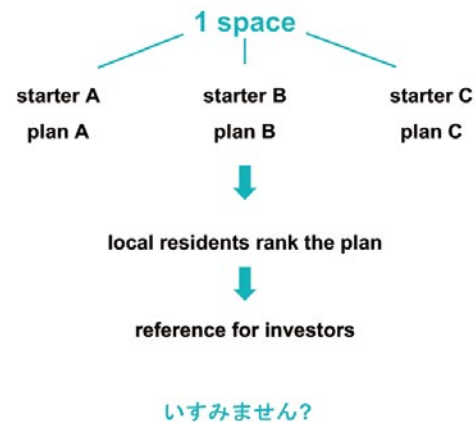 1 space
starter A starter B starter C
plan A plan B plan C
local residents rank the plan
reference for investors
いすみません?